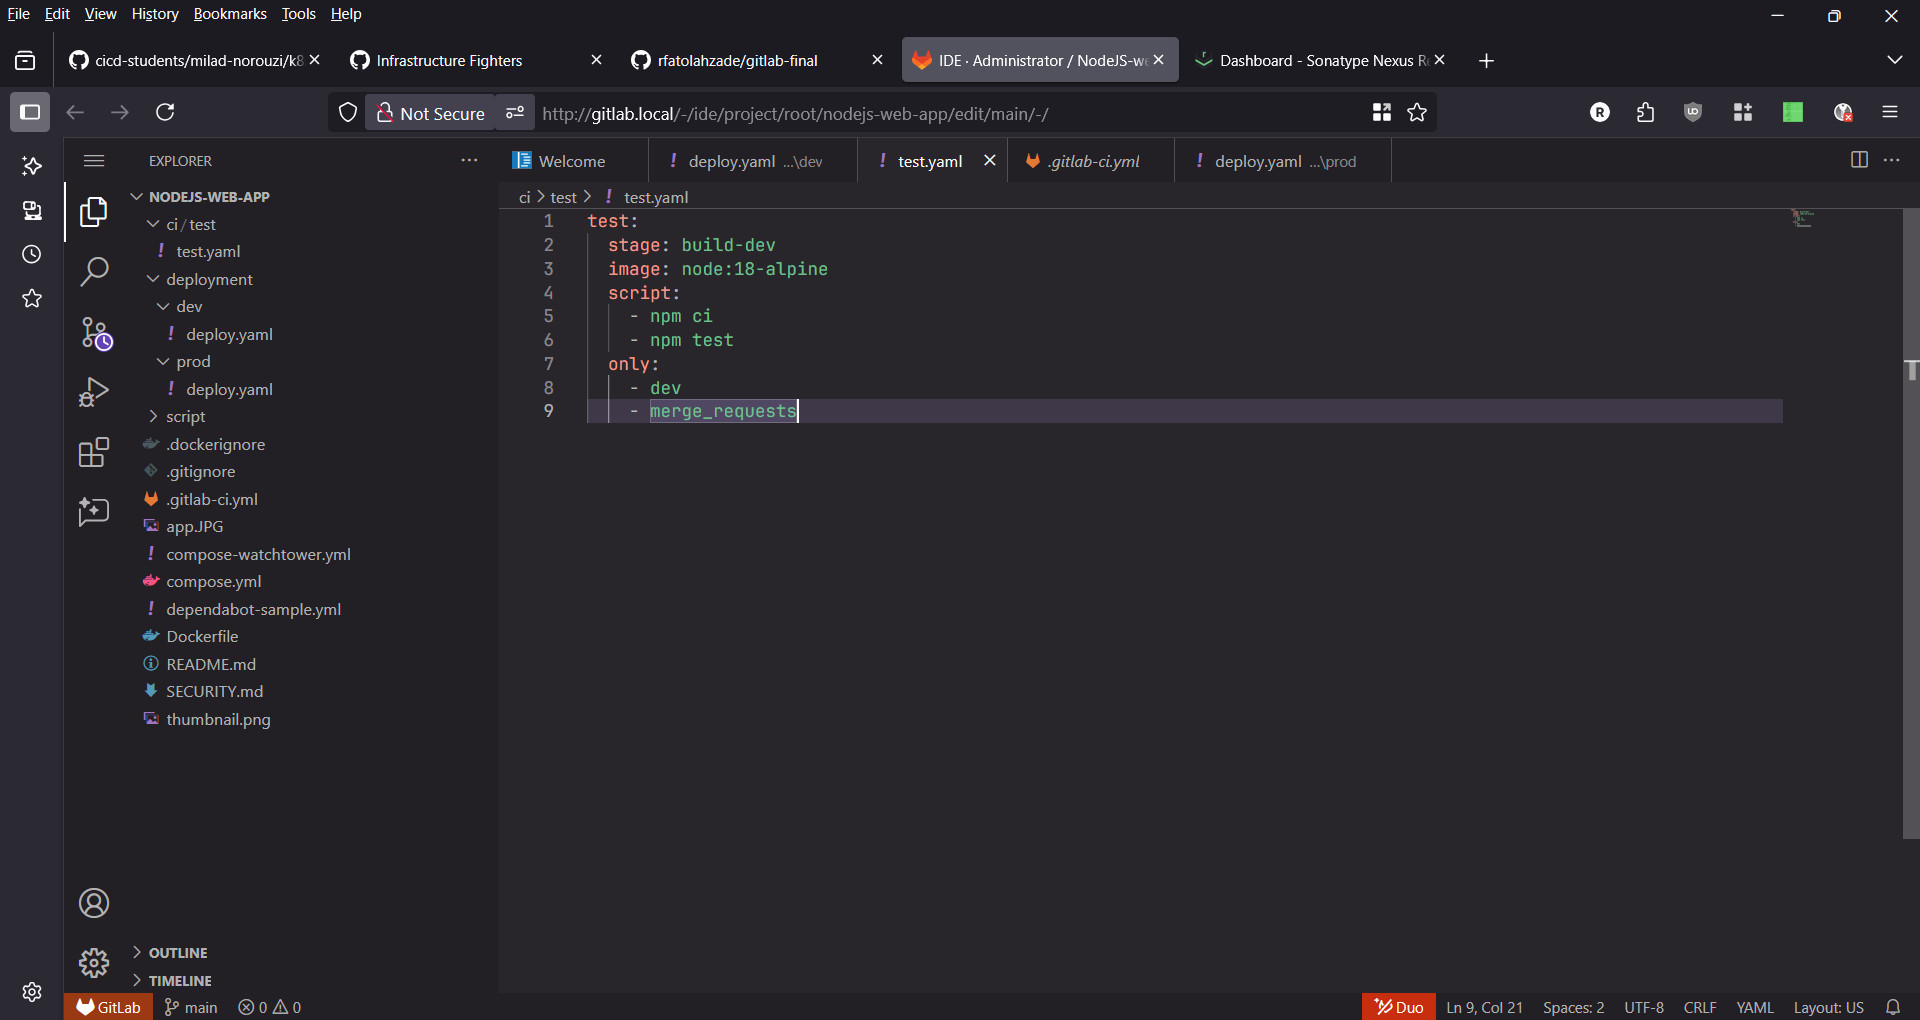 File Edit View History Bookmarks Tools Help
cicd-students/milad-norouzi/k8
Infrastructure Fighters
rfatolahzade/gitlab-final
IDE · Administrator / NodeJS-we
Dashboard - Sonatype Nexus Re
Not Secure
http://gitlab.local/-/ide/project/root/nodejs-web-app/edit/main/-/
EXPLORER
NODEJS-WEB-APP
ci / test
test.yaml
deployment
dev
deploy.yaml
prod
deploy.yaml
script
.dockerignore
.gitignore
.gitlab-ci.yml
app.JPG
compose-watchtower.yml
compose.yml
dependabot-sample.yml
Dockerfile
README.md
SECURITY.md
thumbnail.png
OUTLINE
TIMELINE
Welcome
deploy.yaml ...\dev
test.yaml
.gitlab-ci.yml
deploy.yaml ...\prod
ci > test > ! test.yaml
1 test:
2 stage: build-dev
3 image: node:18-alpine
4 script:
5 - npm ci
6 - npm test
7 only:
8 - dev
9 - merge_requests
GitLab main 0 0
Duo Ln 9, Col 21 Spaces: 2 UTF-8 CRLF YAML Layout: US